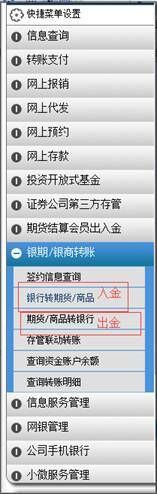 快捷菜单设置
信息查询
转账支付
网上报销
网上代发
网上预约
网上存款
投资开放式基金
证券公司第三方存管
期货结算会员出入金
银期/银商转账
签约信息查询
银行转期货/商品 入金
期货/商品转银行 出金
存管联动转账
查询资金账户余额
查询转账明细
信息服务管理
网银管理
公司手机银行
小微服务管理